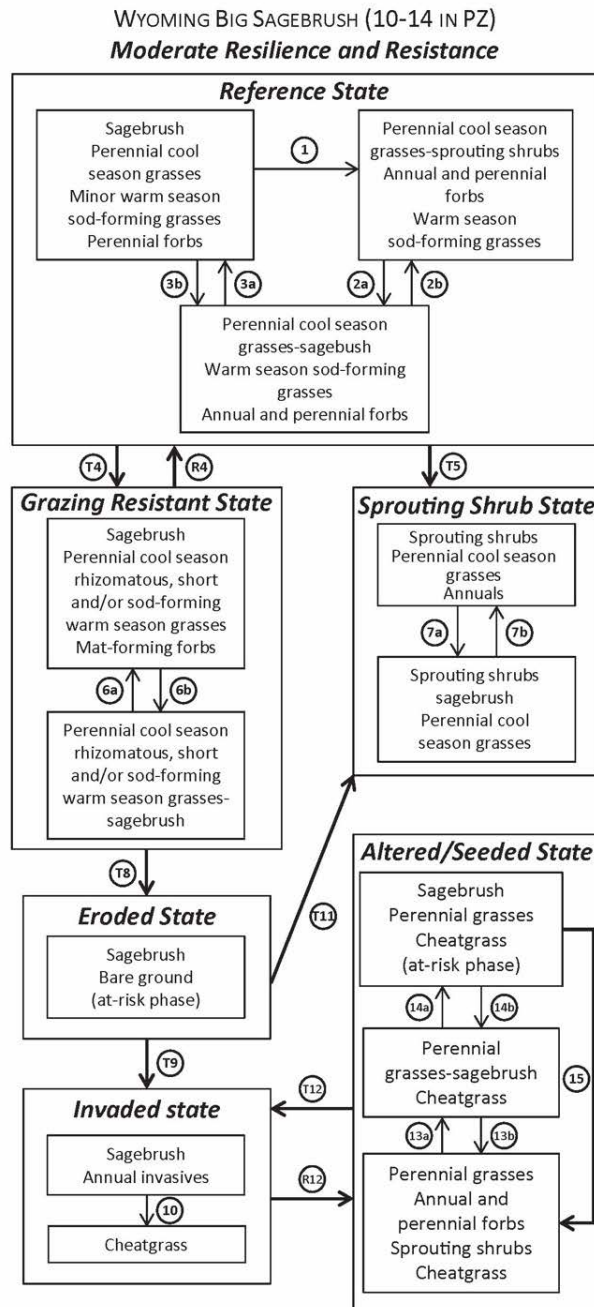 WYOMING BIG SAGEBRUSH (10-14 IN PZ)
Moderate Resilience and Resistance
Reference State
Sagebrush
Perennial cool
season grasses
Minor warm season
sod-forming grasses
Perennial forbs
1
Perennial cool season
grasses-sprouting shrubs
Annual and perennial
forbs
Warm season
sod-forming grasses
3b
3a
2a
2b
Perennial cool season
grasses-sagebush
Warm season sod-forming
grasses
Annual and perennial forbs
T4
R4
T5
Grazing Resistant State
Sagebrush
Perennial cool season
rhizomatous, short
and/or sod-forming
warm season grasses
Mat-forming forbs
6a
6b
Perennial cool season
rhizomatous, short
and/or sod-forming
warm season grasses-
sagebrush
Sprouting Shrub State
Sprouting shrubs
Perennial cool season
grasses
Annuals
7a
7b
Sprouting shrubs
sagebrush
Perennial cool
season grasses
T8
T11
Eroded State
Sagebrush
Bare ground
(at-risk phase)
T9
Altered/Seeded State
Sagebrush
Perennial grasses
Cheatgrass
(at-risk phase)
14a
14b
15
Perennial
grasses-sagebrush
Cheatgrass
13a
13b
Perennial grasses
Annual and
perennial forbs
Sprouting shrubs
Cheatgrass
T12
R12
Invaded state
Sagebrush
Annual invasives
10
Cheatgrass